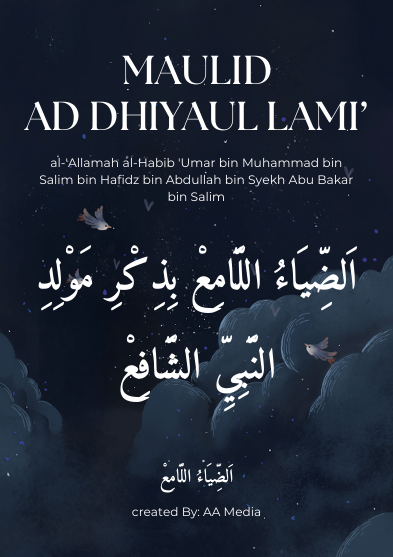 MAULID
AD DHIYAUL LAMI’
al-'Allamah al-Habib 'Umar bin Muhammad bin
Salim bin Hafidz bin Abdullah bin Syekh Abu Bakar
bin Salim
اَلضِّيَاءُ اللَّامِعْ بِذِكْرِ مَوْلِدِ
النَّبِيِّ الشَّافِعْ
اَلضِّيَاءُ اللَّامِعْ
created By: AA Media